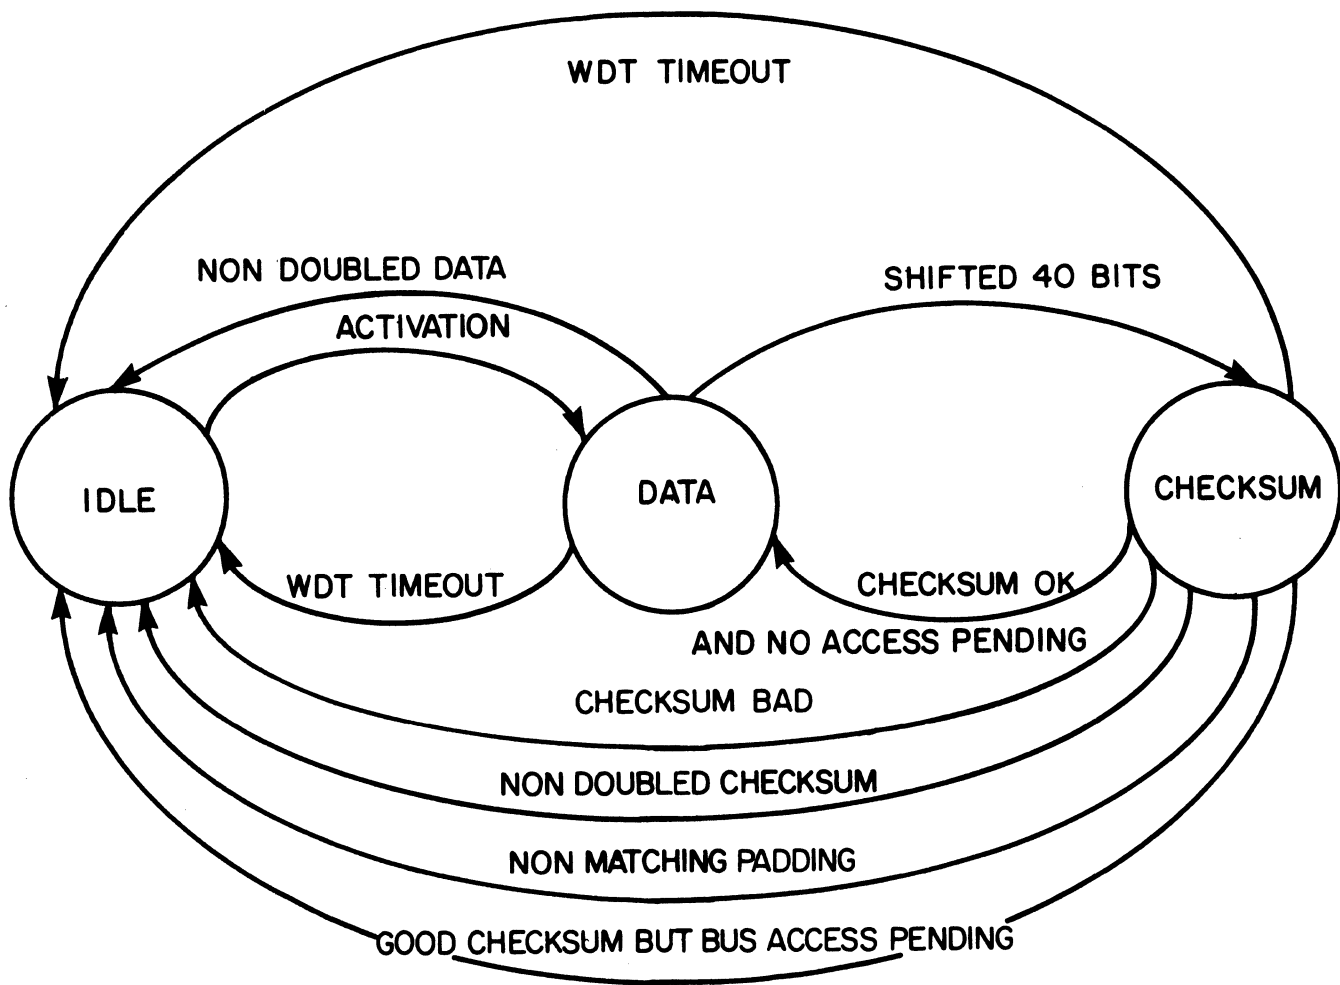 WDT TIMEOUT
NON DOUBLED DATA
SHIFTED 40 BITS
ACTIVATION
IDLE
DATA
CHECKSUM
WDT TIMEOUT
CHECKSUM OK
AND NO ACCESS PENDING
CHECKSUM BAD
NON DOUBLED CHECKSUM
NON MATCHING PADDING
GOOD CHECKSUM BUT BUS ACCESS PENDING